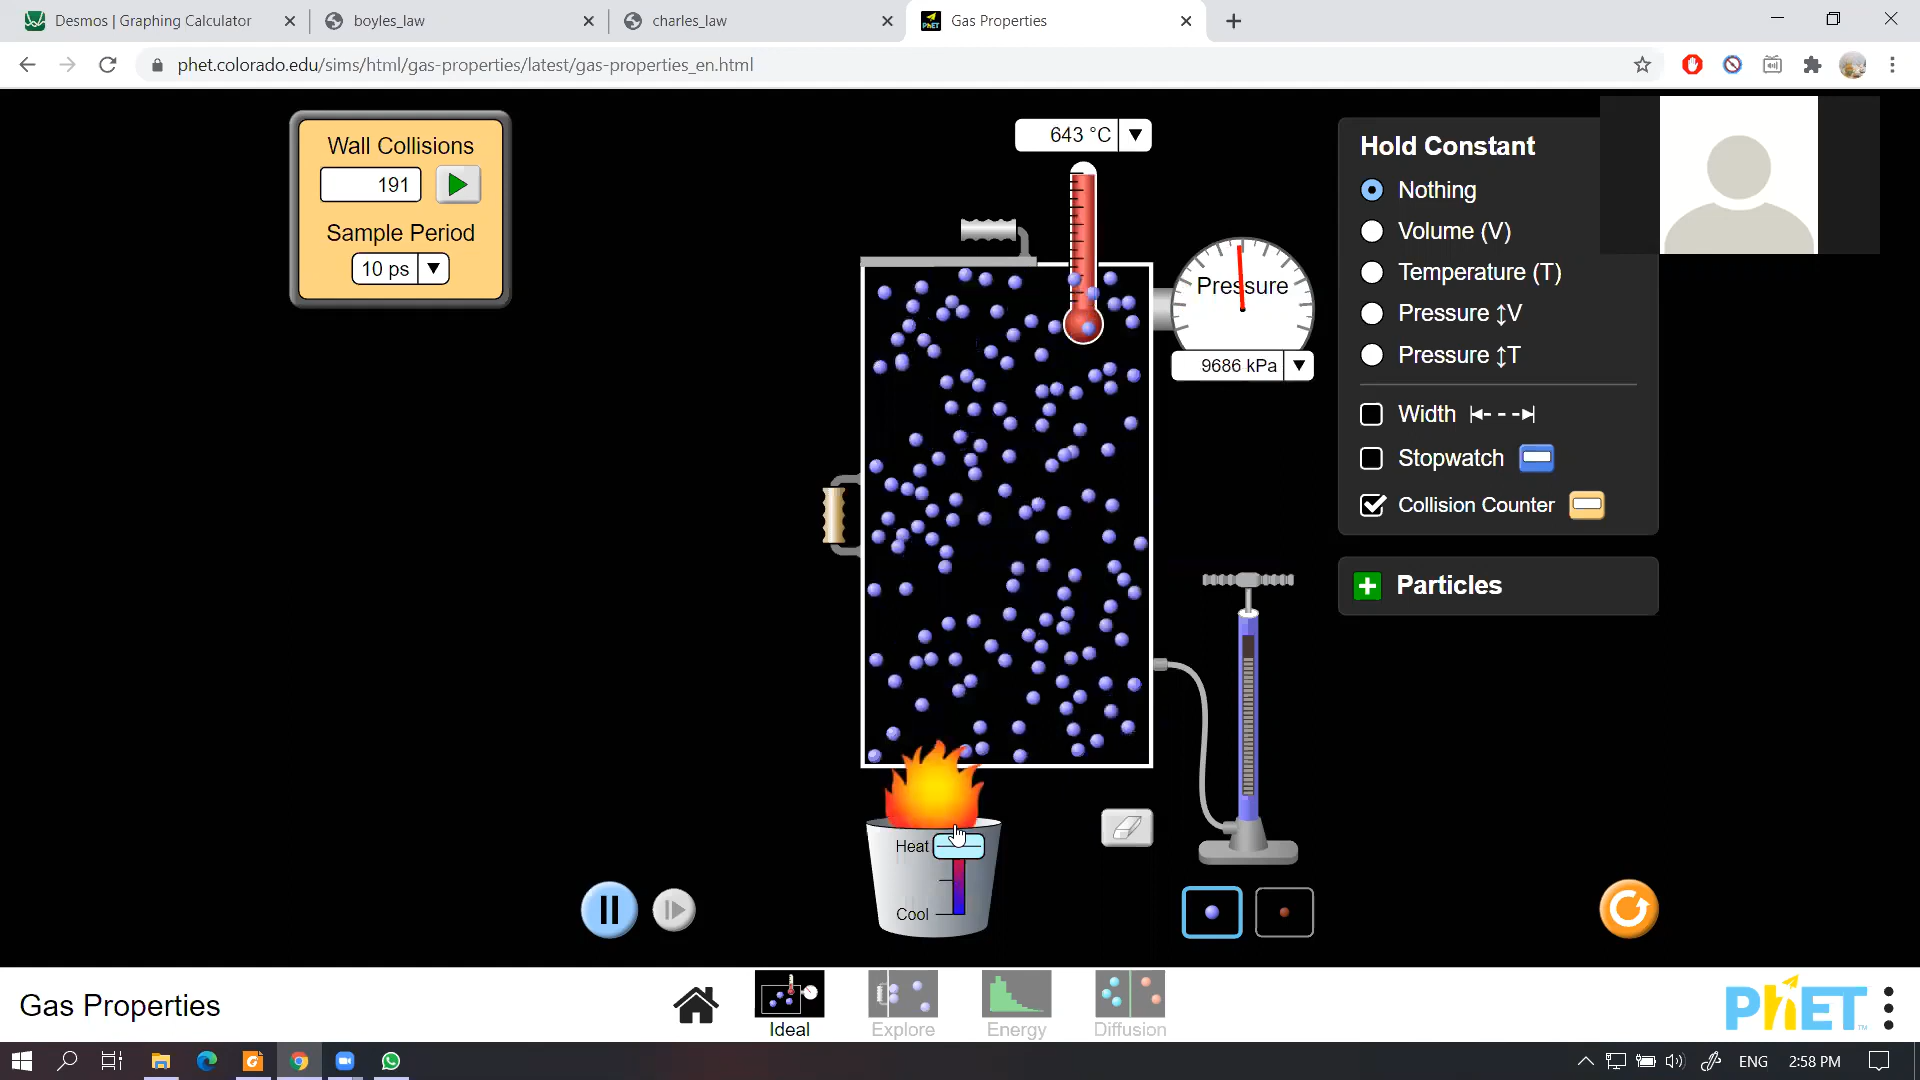 Desmos | Graphing Calculator
boyles_law
charles_law
Gas Properties
phet.colorado.edu/sims/html/gas-properties/latest/gas-properties_en.html
Wall Collisions
191
Sample Period
10 ps
643 °C
Pressure
9686 kPa
Hold Constant
Nothing
Volume (V)
Temperature (T)
Pressure ↕V
Pressure ↕T
Width
Stopwatch
Collision Counter
Particles
Heat
Cool
Gas Properties
Ideal
Explore
Energy
Diffusion
PhET
ENG
2:58 PM